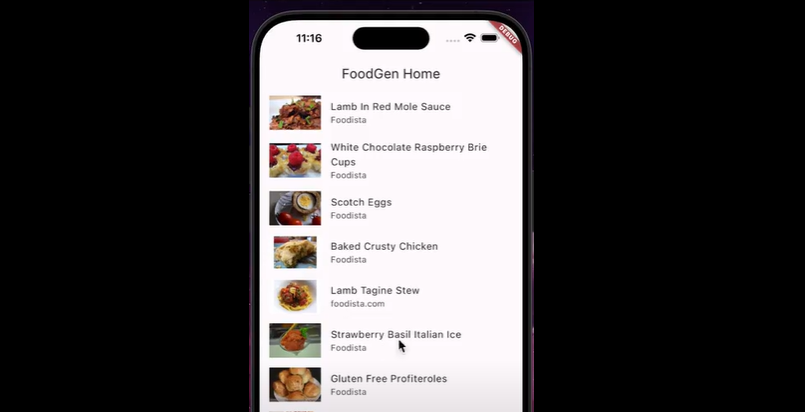 11:16
DEBUG
FoodGen Home
Lamb In Red Mole Sauce
Foodista
White Chocolate Raspberry Brie
Cups
Foodista
Scotch Eggs
Foodista
Baked Crusty Chicken
Foodista
Lamb Tagine Stew
foodista.com
Strawberry Basil Italian Ice
Foodista
Gluten Free Profiteroles
Foodista